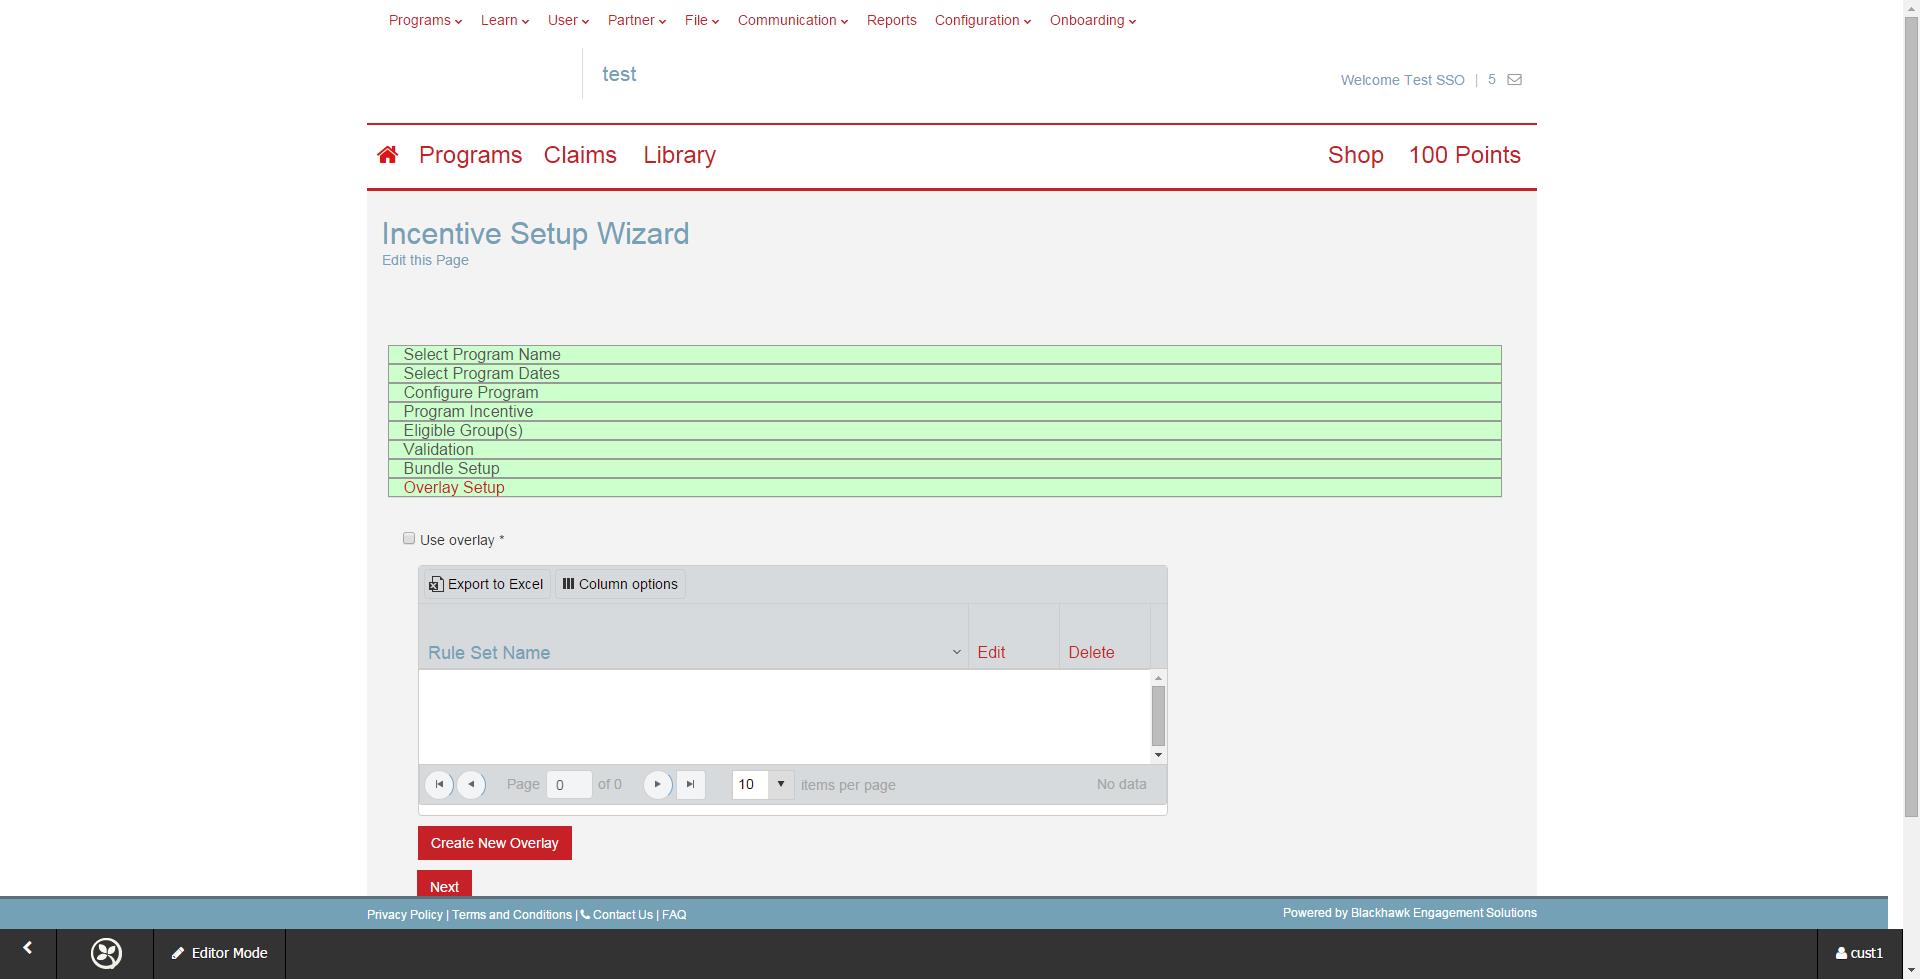 Programs Learn User Partner File Communication Reports Configuration Onboarding
test
Welcome Test SSO | 5
Programs Claims Library Shop 100 Points
Incentive Setup Wizard
Edit this Page
Select Program Name
Select Program Dates
Configure Program
Program Incentive
Eligible Group(s)
Validation
Bundle Setup
Overlay Setup
Use overlay *
Export to Excel Column options
Rule Set Name Edit Delete
Page 0 of 0 10 items per page No data
Create New Overlay
Next
Privacy Policy | Terms and Conditions | Contact Us | FAQ Powered by Blackhawk Engagement Solutions
Editor Mode cust1